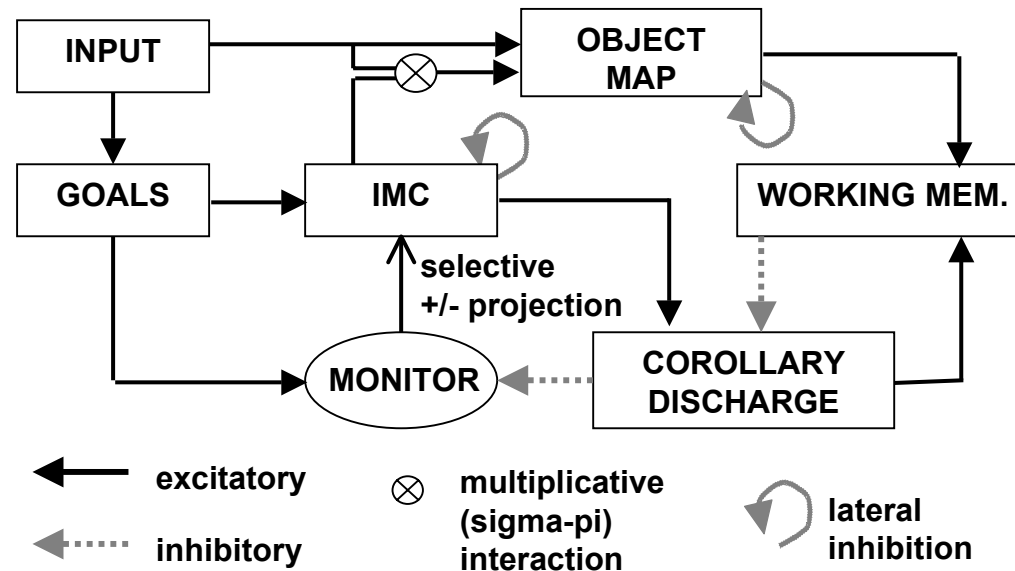 INPUT
OBJECT
MAP
GOALS
IMC
WORKING MEM.
selective
+/- projection
MONITOR
COROLLARY
DISCHARGE
excitatory
inhibitory
multiplicative
(sigma-pi)
interaction
lateral
inhibition